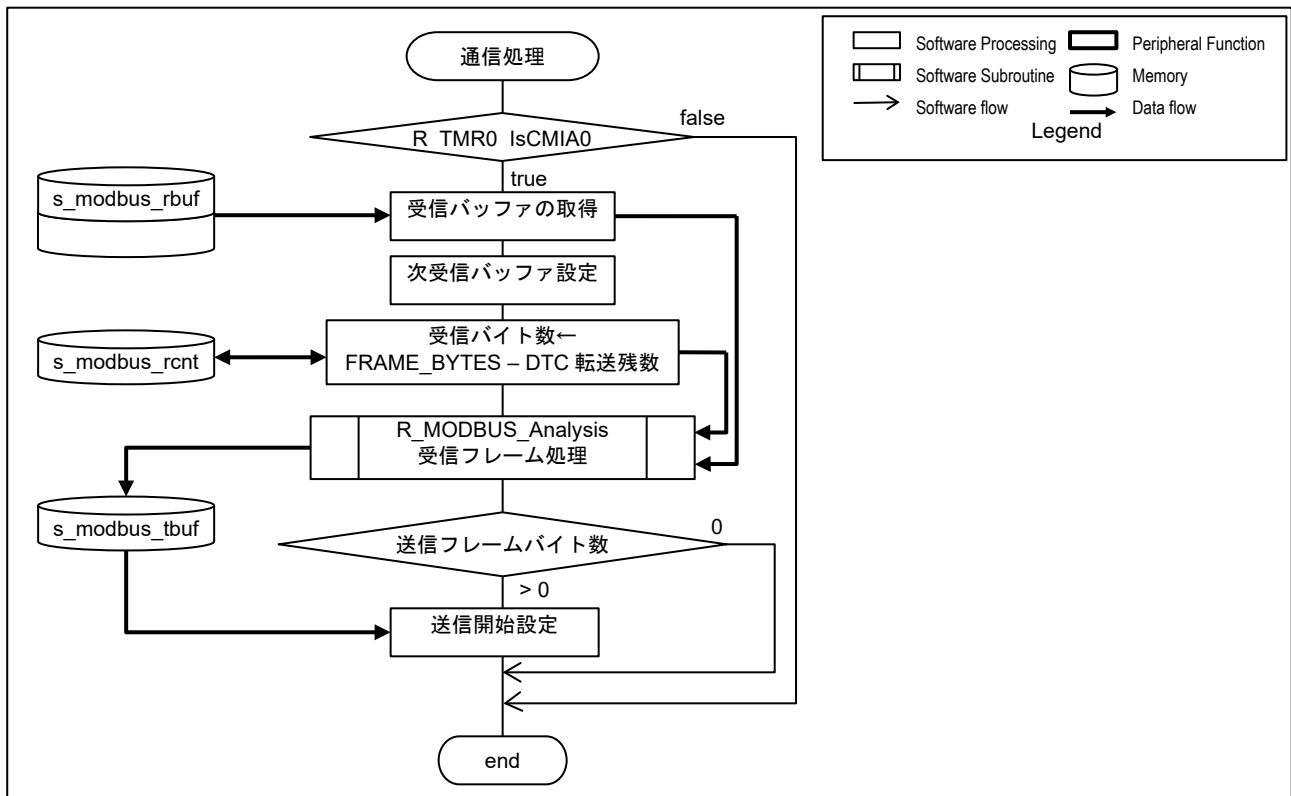 通信処理
R_TMR0_IsCMIA0
false
true
s_modbus_rbuf
受信バッファの取得
次受信バッファ設定
受信バイト数←
FRAME_BYTES – DTC 転送残数
s_modbus_rcnt
R_MODBUS_Analysis
受信フレーム処理
s_modbus_tbuf
送信フレームバイト数
0
> 0
送信開始設定
end
Software Processing
Peripheral Function
Software Subroutine
Memory
Software flow
Data flow
Legend